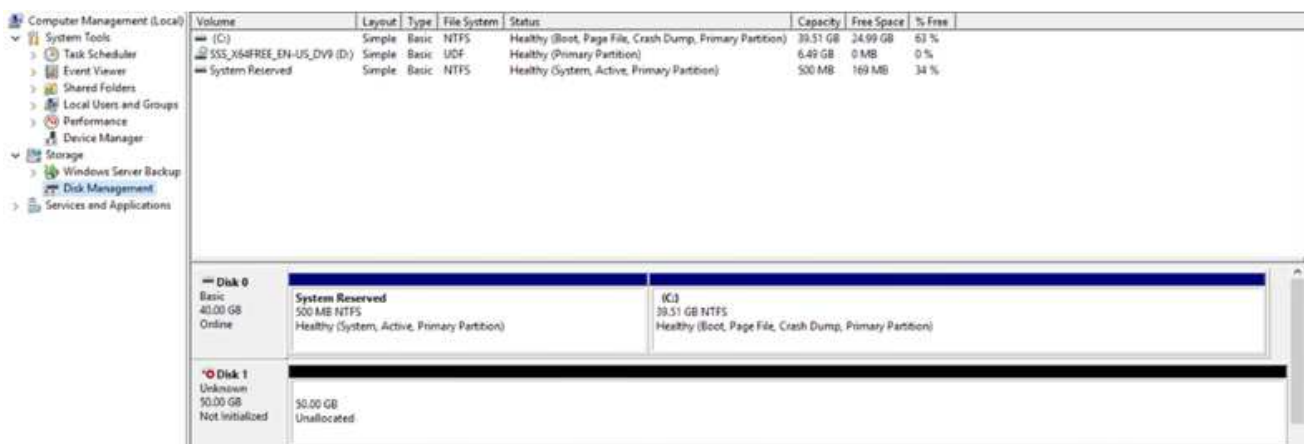 Computer Management (Local)
System Tools
Task Scheduler
Event Viewer
Shared Folders
Local Users and Groups
Performance
Device Manager
Storage
Windows Server Backup
Disk Management
Services and Applications
Volume Layout Type File System Status Capacity Free Space % Free
(C:) Simple Basic NTFS Healthy (Boot, Page File, Crash Dump, Primary Partition) 39.51 GB 24.99 GB 63 %
SSS_X64FREE_EN-US_DV9 (D:) Simple Basic UDF Healthy (Primary Partition) 6.49 GB 0 MB 0 %
System Reserved Simple Basic NTFS Healthy (System, Active, Primary Partition) 500 MB 169 MB 34 %
Disk 0
Basic
40.00 GB
Online
System Reserved
500 MB NTFS
Healthy (System, Active, Primary Partition)
(C:)
39.51 GB NTFS
Healthy (Boot, Page File, Crash Dump, Primary Partition)
Disk 1
Unknown
50.00 GB
Not Initialized
50.00 GB
Unallocated